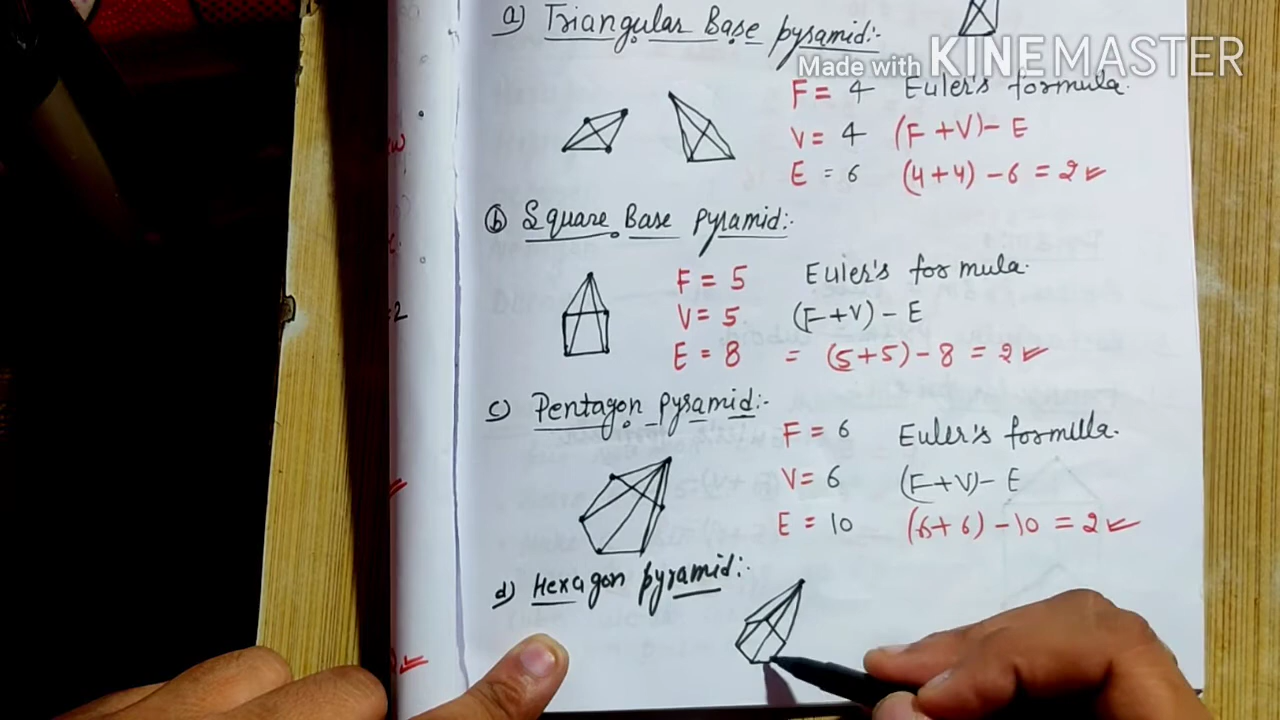 a) Triangular Base pyramid:-
Made with KINEMASTER
F = 4 Euler's formula.
V = 4 (F +V)- E
E = 6 (4+4) - 6 = 2 ✓
b) Square Base pyramid:-
F = 5 Euler's formula.
V = 5 (F+V) - E
E = 8 = (5+5) - 8 = 2 ✓
c) Pentagon pyramid:-
F = 6 Euler's formula.
V = 6 (F+V)- E
E = 10 (6+6) - 10 = 2 ✓
d) Hexagon pyramid:-